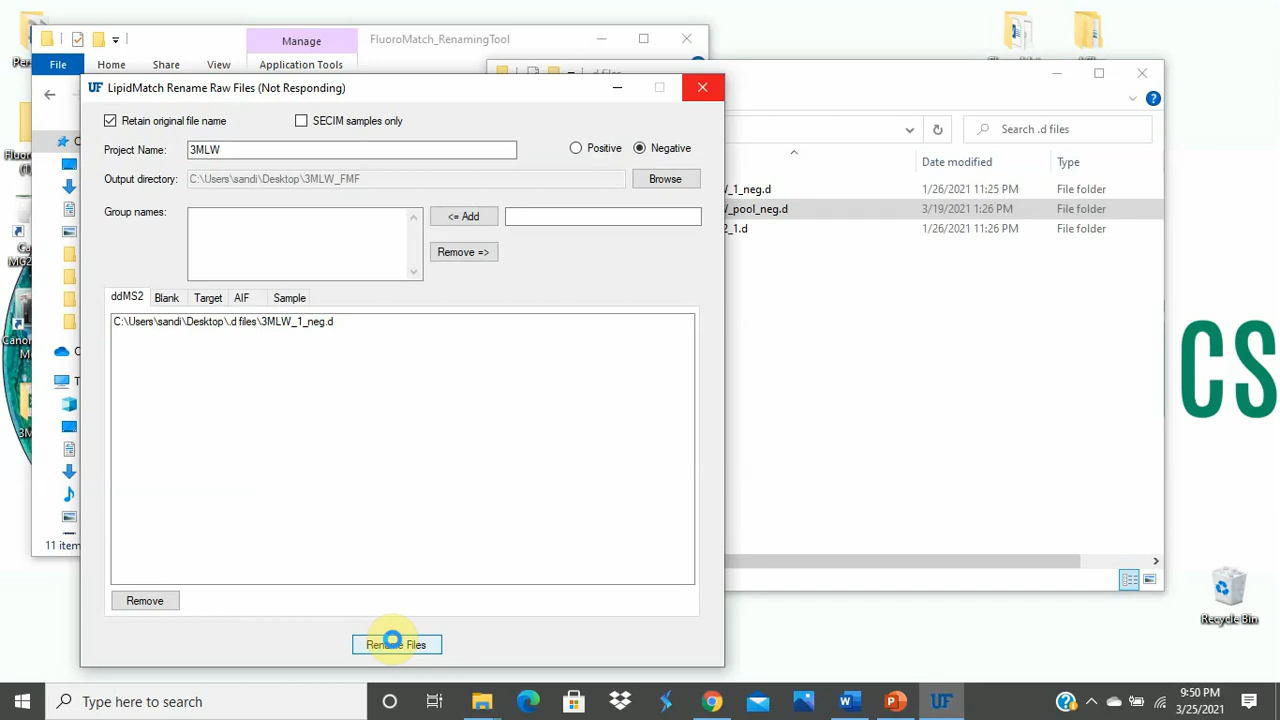 Manage
FluoroMatch_RenamingTool
File
Home
Share
View
Application Tools
.d files
LipidMatch Rename Raw Files (Not Responding)
Retain original file name
SECIM samples only
Project Name:
3MLW
Positive
Negative
Output directory:
C:\Users\sandi\Desktop\3MLW_FMF
Browse
Group names:
<= Add
Remove =>
ddMS2
Blank
Target
AIF
Sample
C:\Users\sandi\Desktop\.d files\3MLW_1_neg.d
Remove
Rename Files
11 item
Search .d files
Date modified
Type
_1_neg.d
1/26/2021 11:25 PM
File folder
_pool_neg.d
3/19/2021 1:26 PM
File folder
2_1.d
1/26/2021 11:26 PM
File folder
CS
Recycle Bin
Type here to search
9:50 PM
3/25/2021